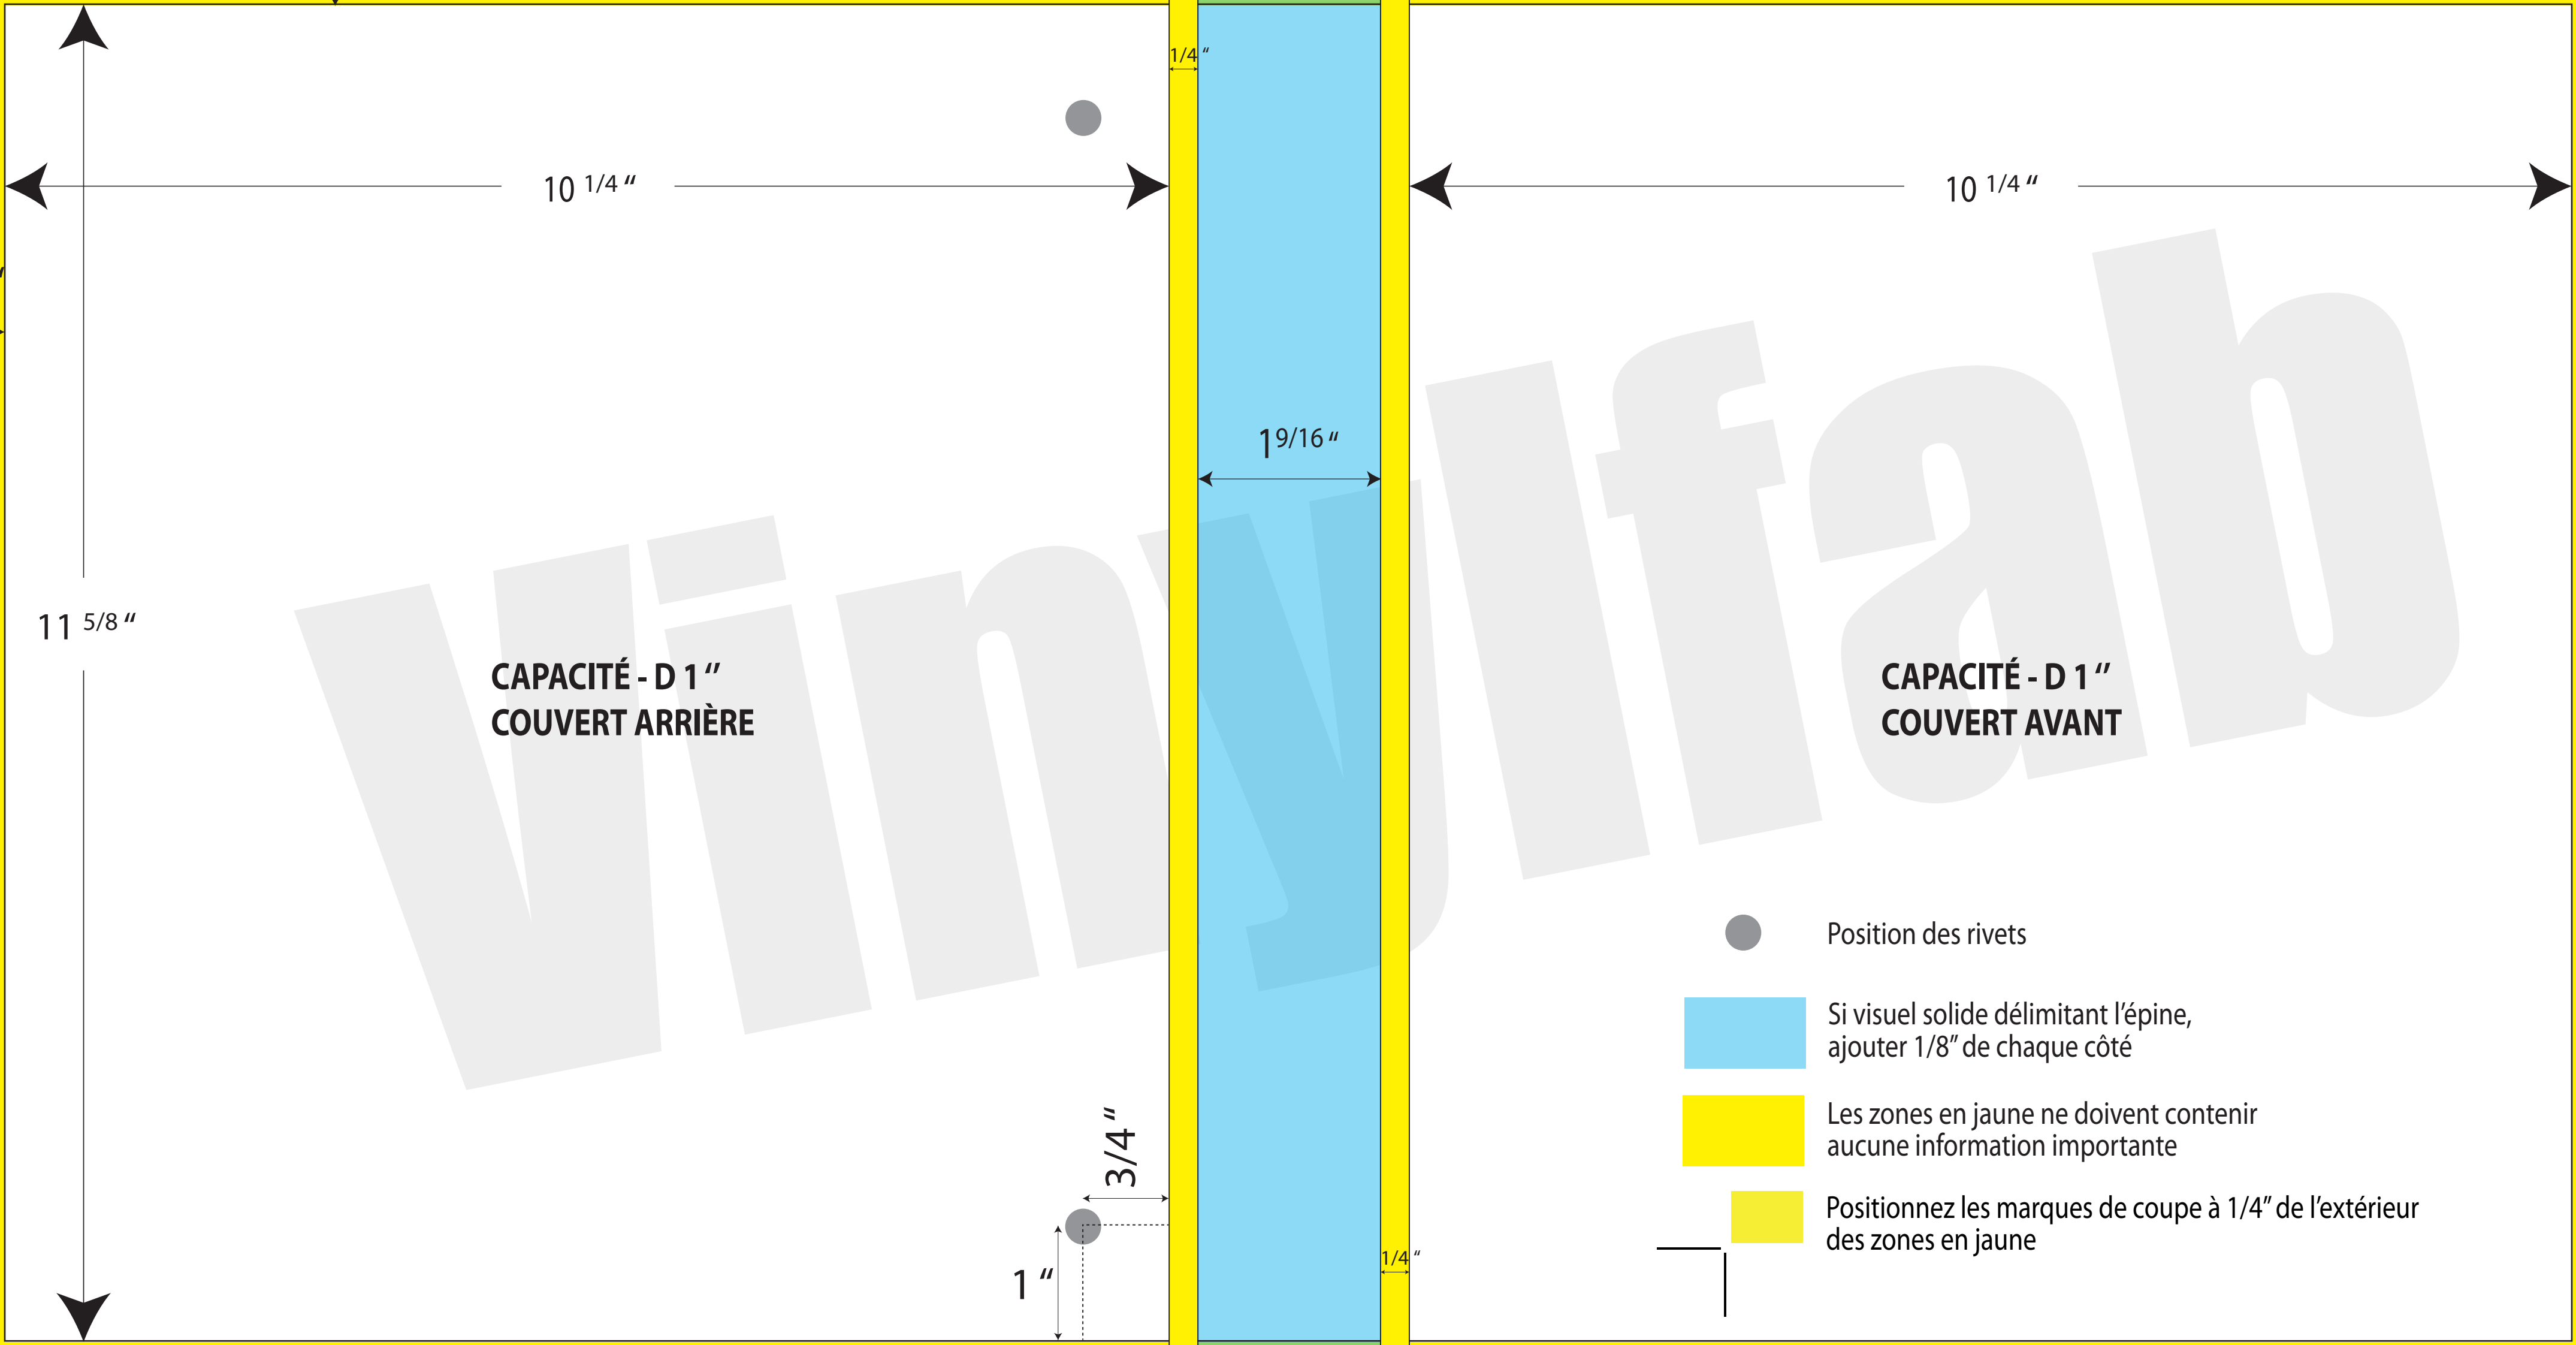 1/4 “
10 1/4 “
10 1/4 “
1 9/16 “
Vinylfab
11 5/8 “
CAPACITÉ - D 1 ‘’
COUVERT ARRIÈRE
CAPACITÉ - D 1 ‘’
COUVERT AVANT
Position des rivets
Si visuel solide délimitant l’épine,
ajouter 1/8’’ de chaque côté
Les zones en jaune ne doivent contenir
aucune information importante
Positionnez les marques de coupe à 1/4’’ de l’extérieur
des zones en jaune
3/4 “
1 “
1/4 “